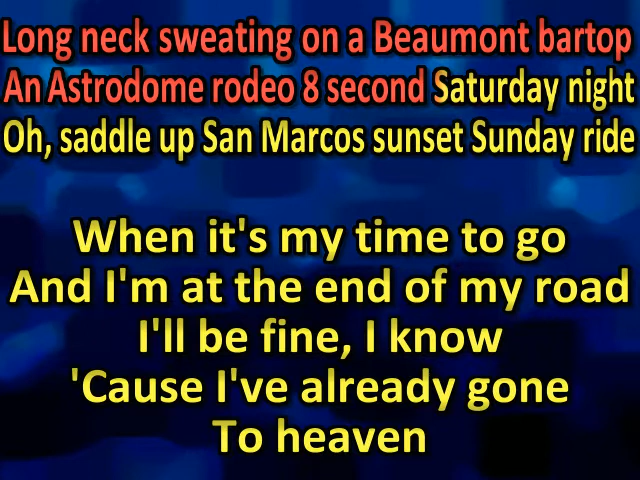 Long neck sweating on a Beaumont bartop
An Astrodome rodeo 8 second Saturday night
Oh, saddle up San Marcos sunset Sunday ride
When it's my time to go
And I'm at the end of my road
I'll be fine, I know
'Cause I've already gone
To heaven